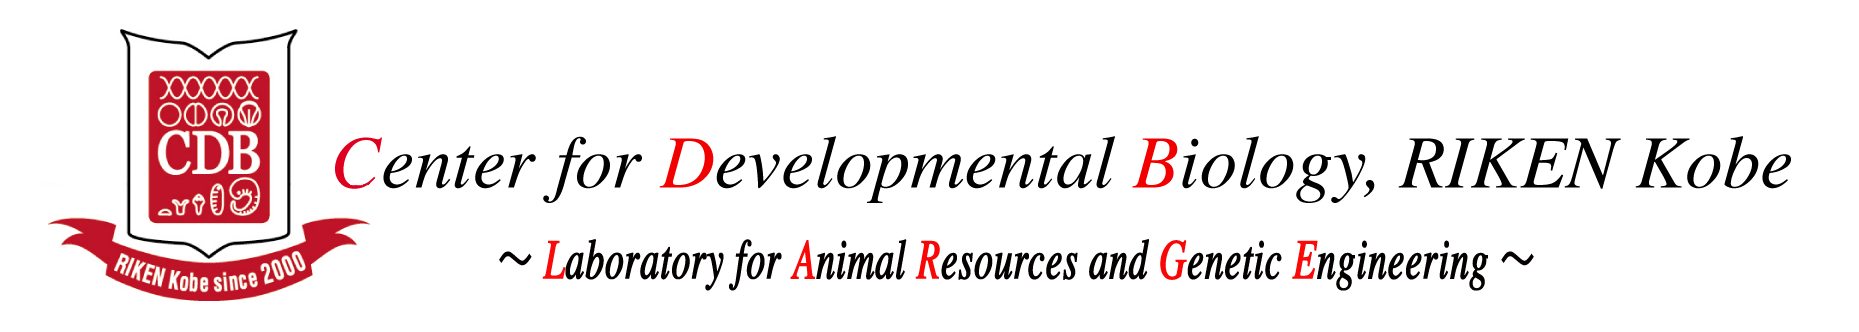 CDB
RIKEN Kobe since 2000
Center for Developmental Biology, RIKEN Kobe
~ Laboratory for Animal Resources and Genetic Engineering ~